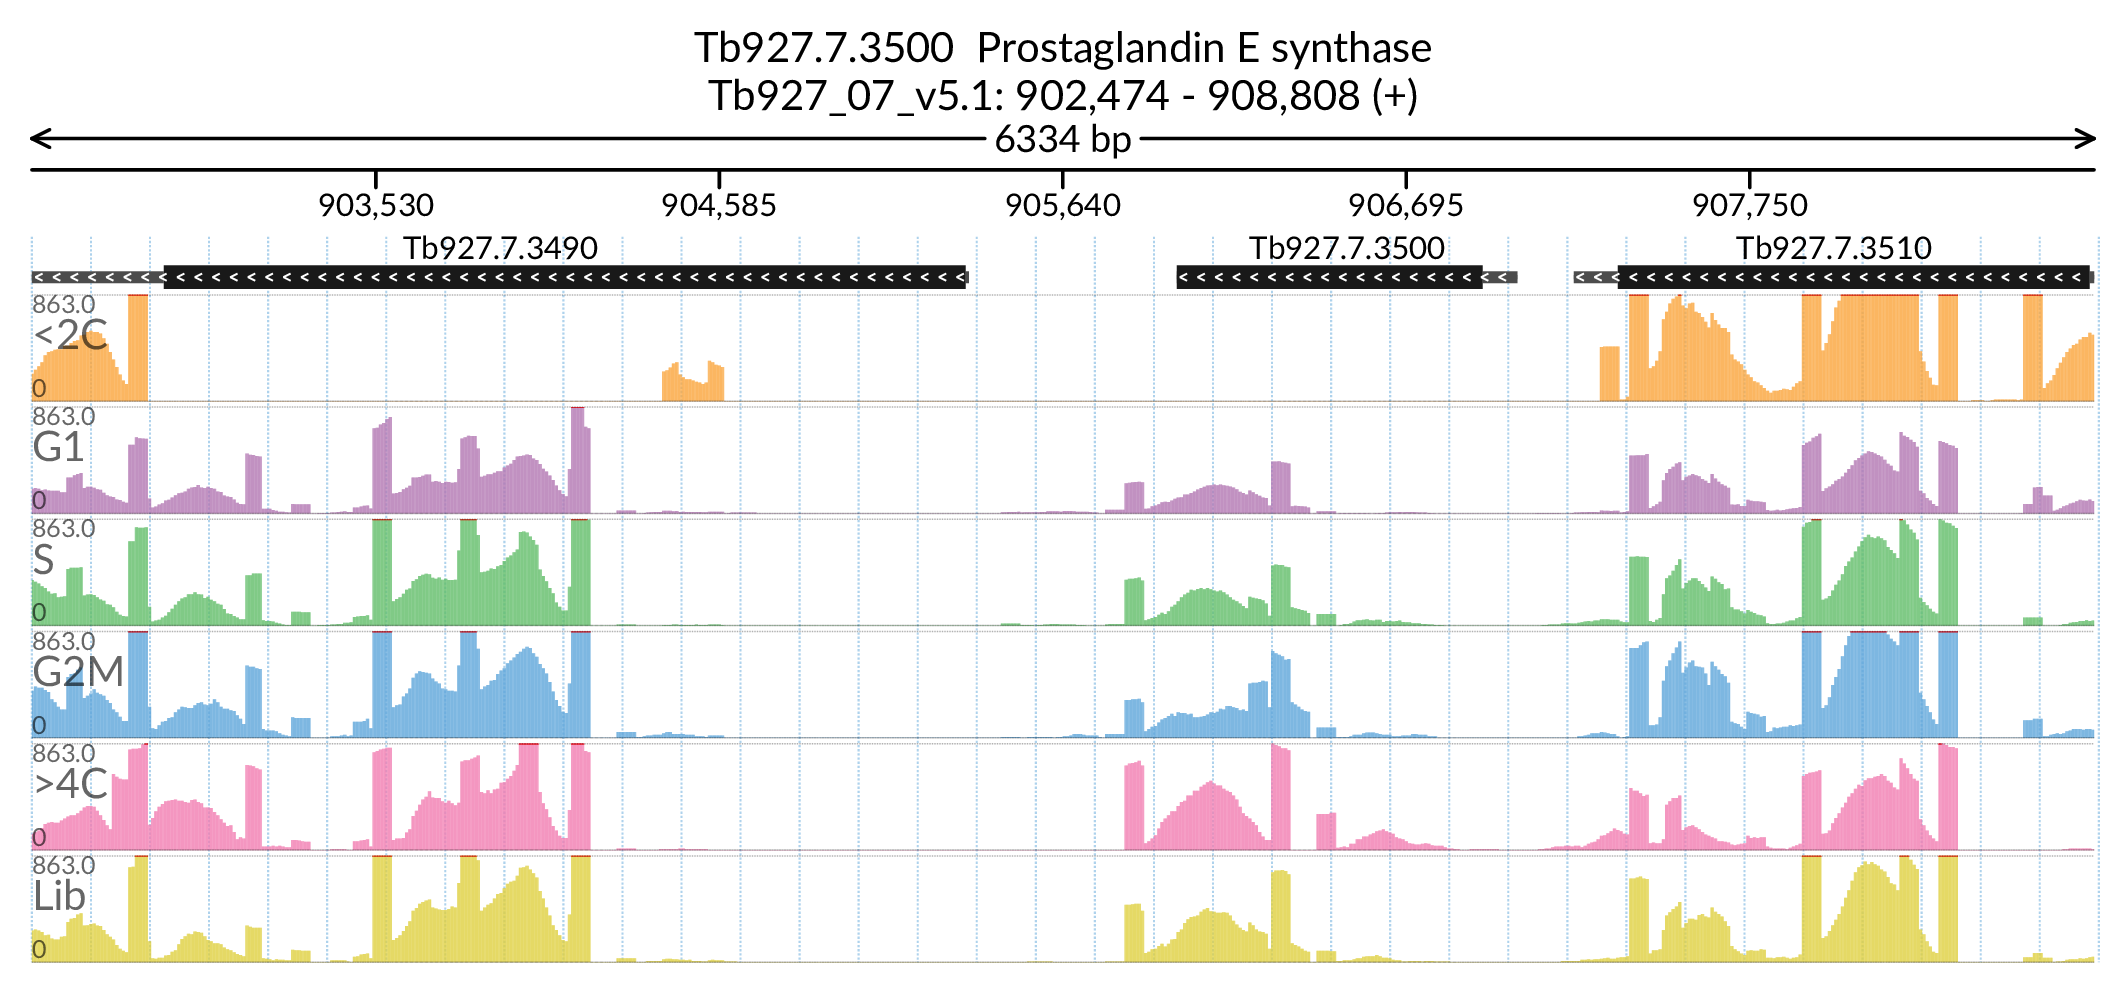 Tb927.7.3500  Prostaglandin E synthase
Tb927_07_v5.1: 902,474 - 908,808 (+)
6334 bp
903,530 904,585 905,640 906,695 907,750
Tb927.7.3490 Tb927.7.3500 Tb927.7.3510
863.0
<2C
0
863.0
G1
0
863.0
S
0
863.0
G2M
0
863.0
>4C
0
863.0
Lib
0